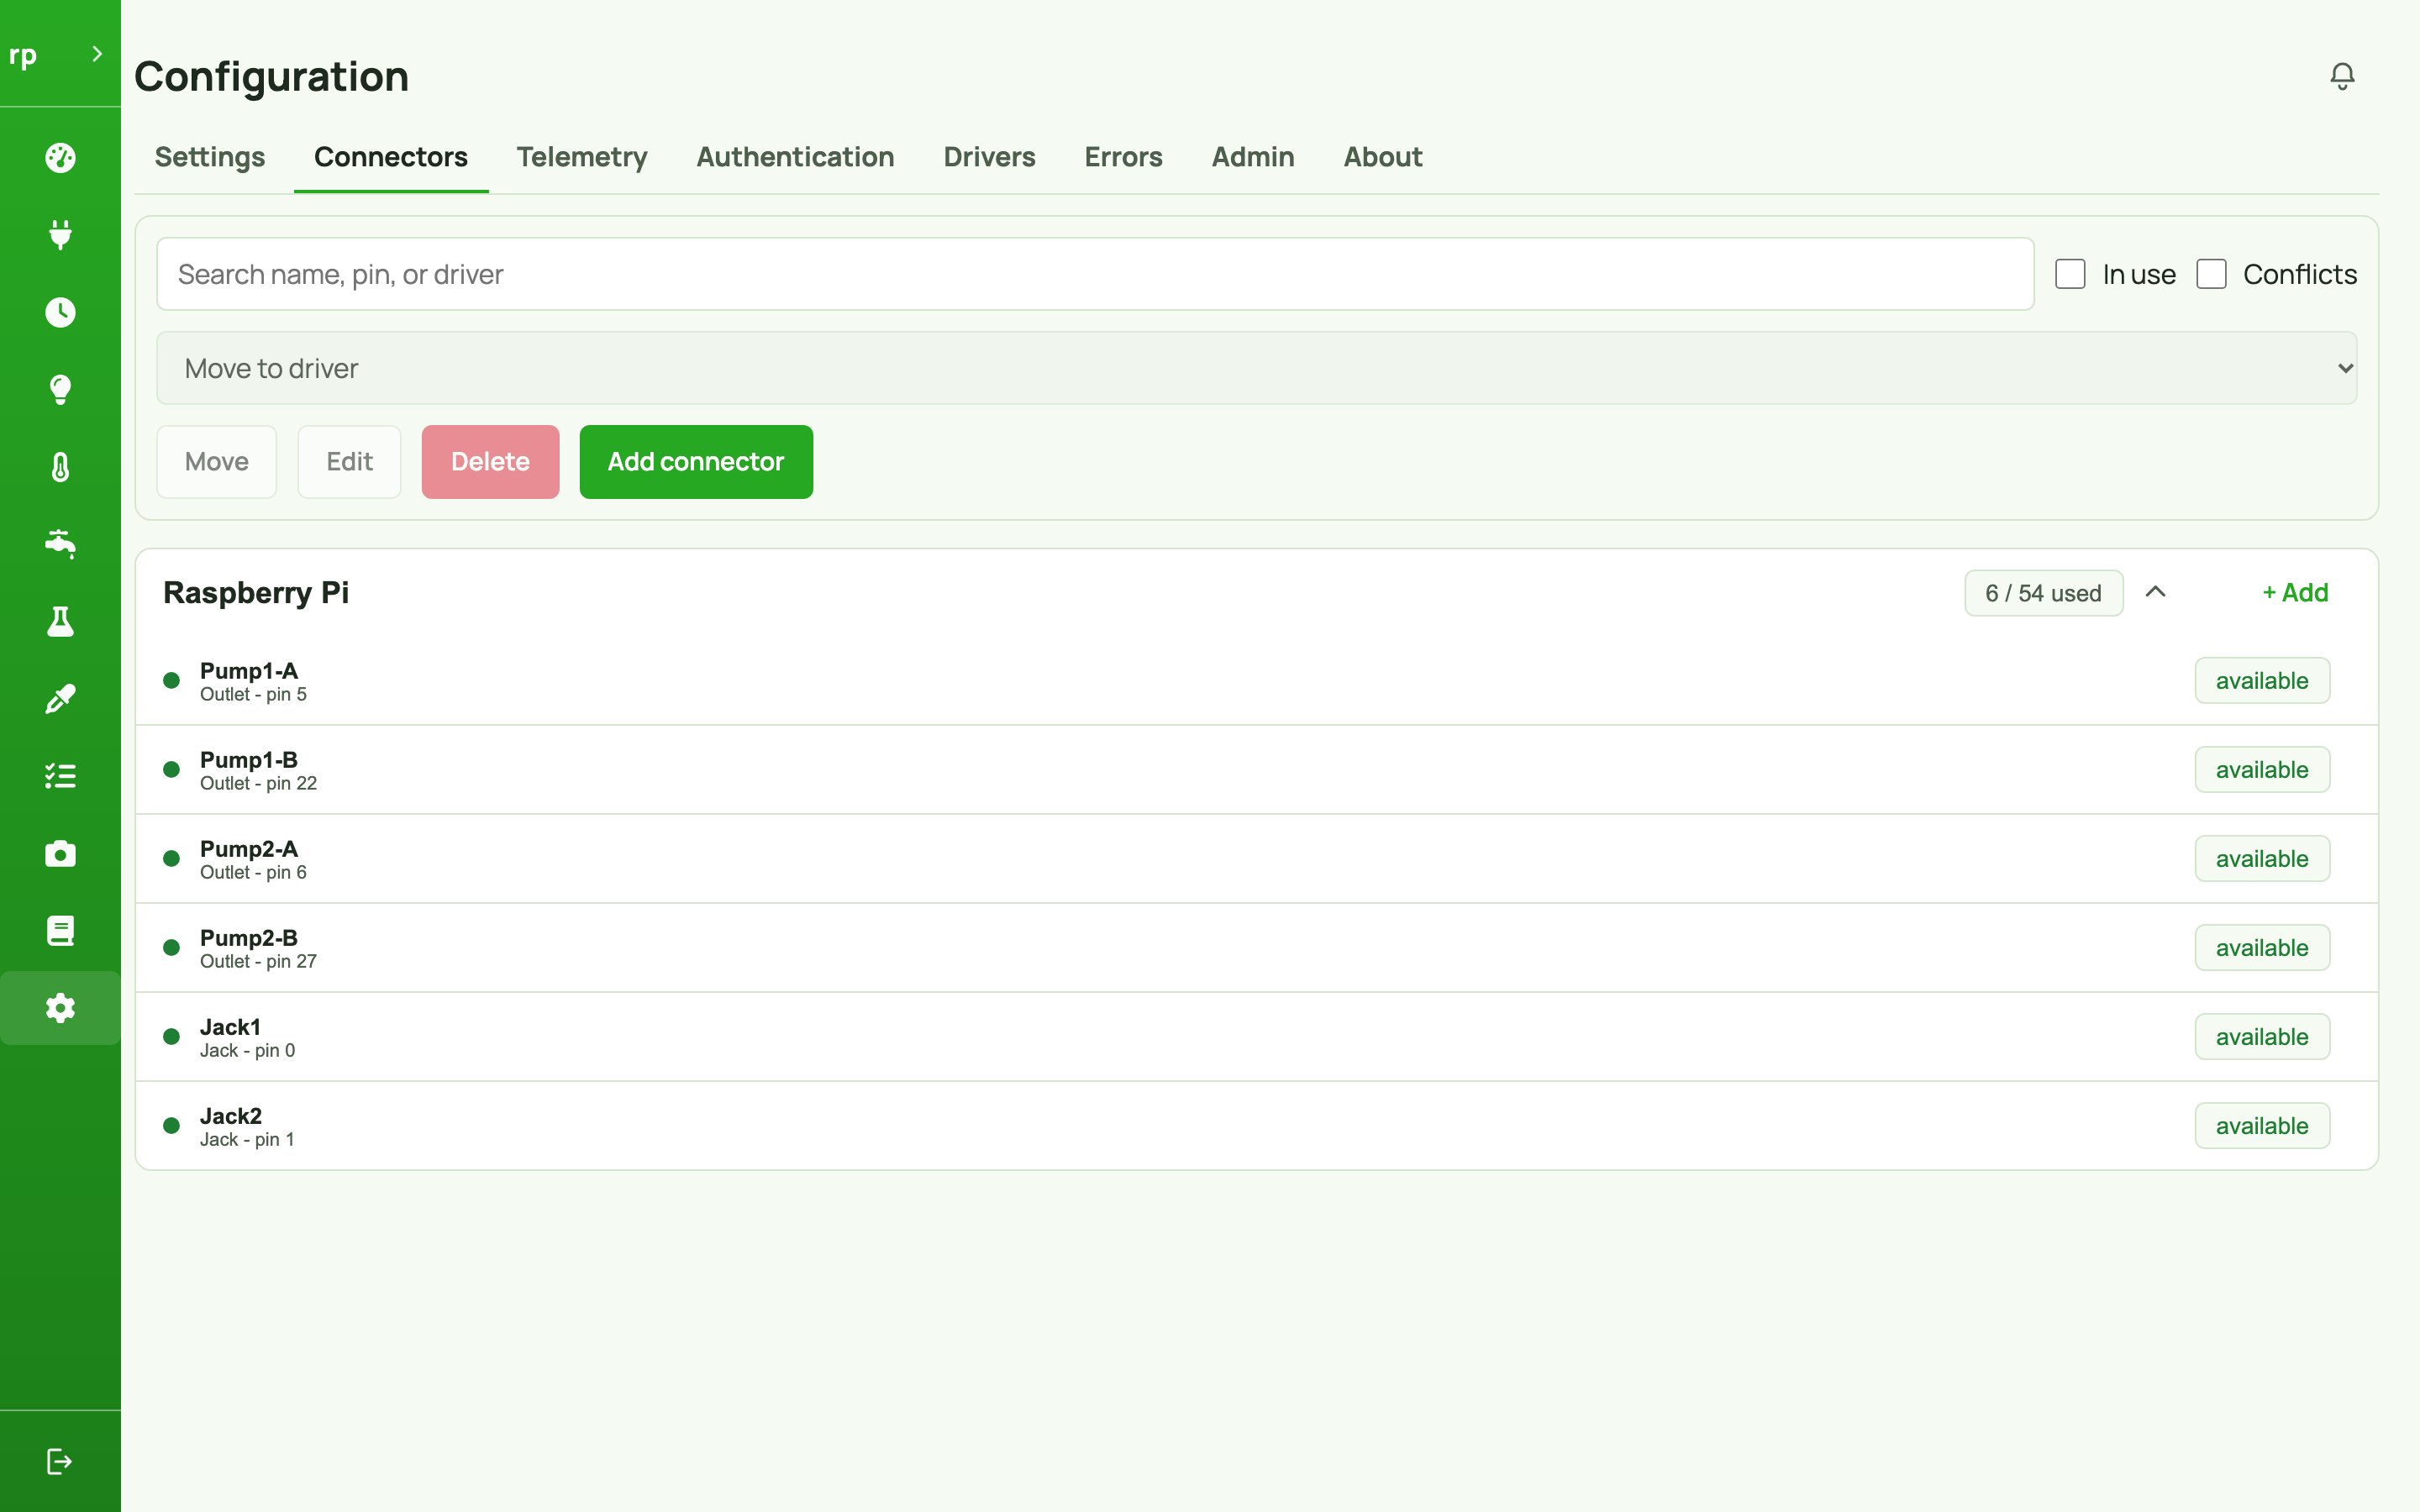 rp
Configuration
Settings Connectors Telemetry Authentication Drivers Errors Admin About
Search name, pin, or driver
In use Conflicts
Move to driver
Move Edit Delete Add connector
Raspberry Pi 6 / 54 used + Add
Pump1-A
Outlet - pin 5
available
Pump1-B
Outlet - pin 22
available
Pump2-A
Outlet - pin 6
available
Pump2-B
Outlet - pin 27
available
Jack1
Jack - pin 0
available
Jack2
Jack - pin 1
available